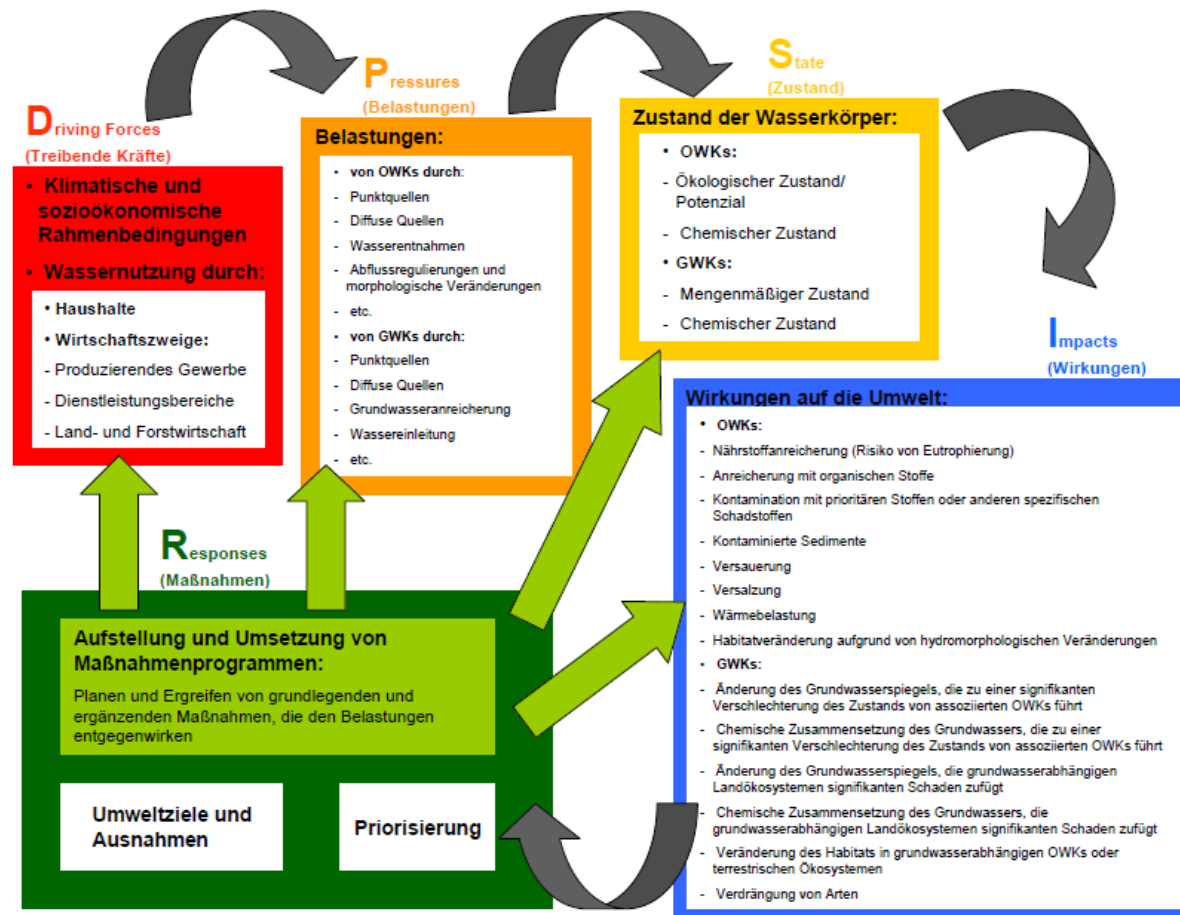 Driving Forces
(Treibende Kräfte)
• Klimatische und
sozioökonomische
Rahmenbedingungen
• Wassernutzung durch:
• Haushalte
• Wirtschaftszweige:
- Produzierendes Gewerbe
- Dienstleistungsbereiche
- Land- und Forstwirtschaft
Pressures
(Belastungen)
Belastungen:
• von OWKs durch:
- Punktquellen
- Diffuse Quellen
- Wasserentnahmen
- Abflussregulierungen und
morphologische Veränderungen
- etc.
• von GWKs durch:
- Punktquellen
- Diffuse Quellen
- Grundwasseranreicherung
- Wassereinleitung
- etc.
State
(Zustand)
Zustand der Wasserkörper:
• OWKs:
- Ökologischer Zustand/
Potenzial
- Chemischer Zustand
• GWKs:
- Mengenmäßiger Zustand
- Chemischer Zustand
Impacts
(Wirkungen)
Wirkungen auf die Umwelt:
• OWKs:
- Nährstoffanreicherung (Risiko von Eutrophierung)
- Anreicherung mit organischen Stoffe
- Kontamination mit prioritären Stoffen oder anderen spezifischen
Schadstoffen
- Kontaminierte Sedimente
- Versauerung
- Versalzung
- Wärmebelastung
- Habitatveränderung aufgrund von hydromorphologischen Veränderungen
• GWKs:
- Änderung des Grundwasserspiegels, die zu einer signifikanten
Verschlechterung des Zustands von assoziierten OWKs führt
- Chemische Zusammensetzung des Grundwassers, die zu einer
signifikanten Verschlechterung des Zustands von assoziierten OWKs führt
- Änderung des Grundwasserspiegels, die grundwasserabhängigen
Landökosystemen signifikanten Schaden zufügt
- Chemische Zusammensetzung des Grundwassers, die
grundwasserabhängigen Landökosystemen signifikanten Schaden zufügt
- Veränderung des Habitats in grundwasserabhängigen OWKs oder
terrestrischen Ökosystemen
- Verdrängung von Arten
Responses
(Maßnahmen)
Aufstellung und Umsetzung von
Maßnahmenprogrammen:
Planen und Ergreifen von grundlegenden und
ergänzenden Maßnahmen, die den Belastungen
entgegenwirken
Umweltziele und
Ausnahmen
Priorisierung